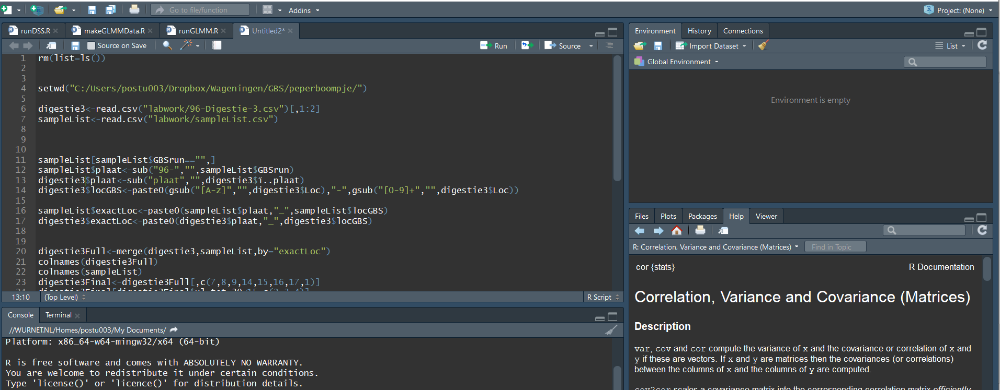 Go to file/function
Addins
Project: (None)
runDSS.R
makeGLMMData.R
runGLMM.R
Untitled2*
Source on Save
Run
Source
1 rm(list=ls())
2
3
4 setwd("C:/Users/postu003/Dropbox/Wageningen/GBS/peperboompje/")
5
6 digestie3<-read.csv("labwork/96-Digestie-3.csv")[,1:2]
7 sampleList<-read.csv("labwork/sampleList.csv")
8
9
10
11 sampleList[sampleList$GBSrun=="",]
12 sampleList$plaat<-sub("96-","",sampleList$GBSrun)
13 digestie3$plaat<-sub("plaat","",digestie3$ï..plaat)
14 digestie3$locGBS<-paste0(gsub("[A-z]","",digestie3$Loc),"-",gsub("[0-9]+","",digestie3$Loc))
15
16 sampleList$exactLoc<-paste0(sampleList$plaat,"_",sampleList$locGBS)
17 digestie3$exactLoc<-paste0(digestie3$plaat,"_",digestie3$locGBS)
18
19
20 digestie3Full<-merge(digestie3,sampleList,by="exactLoc")
21 colnames(digestie3Full)
22 colnames(sampleList)
23 digestie3Final<-digestie3Full[,c(7,8,9,14,15,16,17,1)]
13:10
(Top Level)
R Script
Console
Terminal
//WURNET.NL/Homes/postu003/My Documents/
Platform: x86_64-w64-mingw32/x64 (64-bit)
R is free software and comes with ABSOLUTELY NO WARRANTY.
You are welcome to redistribute it under certain conditions.
Type 'license()' or 'licence()' for distribution details.
Environment
History
Connections
Import Dataset
List
Global Environment
Environment is empty
Files
Plots
Packages
Help
Viewer
R: Correlation, Variance and Covariance (Matrices)
Find in Topic
cor {stats}
R Documentation
Correlation, Variance and Covariance (Matrices)
Description
var, cov and cor compute the variance of x and the covariance or correlation of x and
y if these are vectors. If x and y are matrices then the covariances (or correlations)
between the columns of x and the columns of y are computed.
cov2cor scales a covariance matrix into the corresponding correlation matrix efficiently